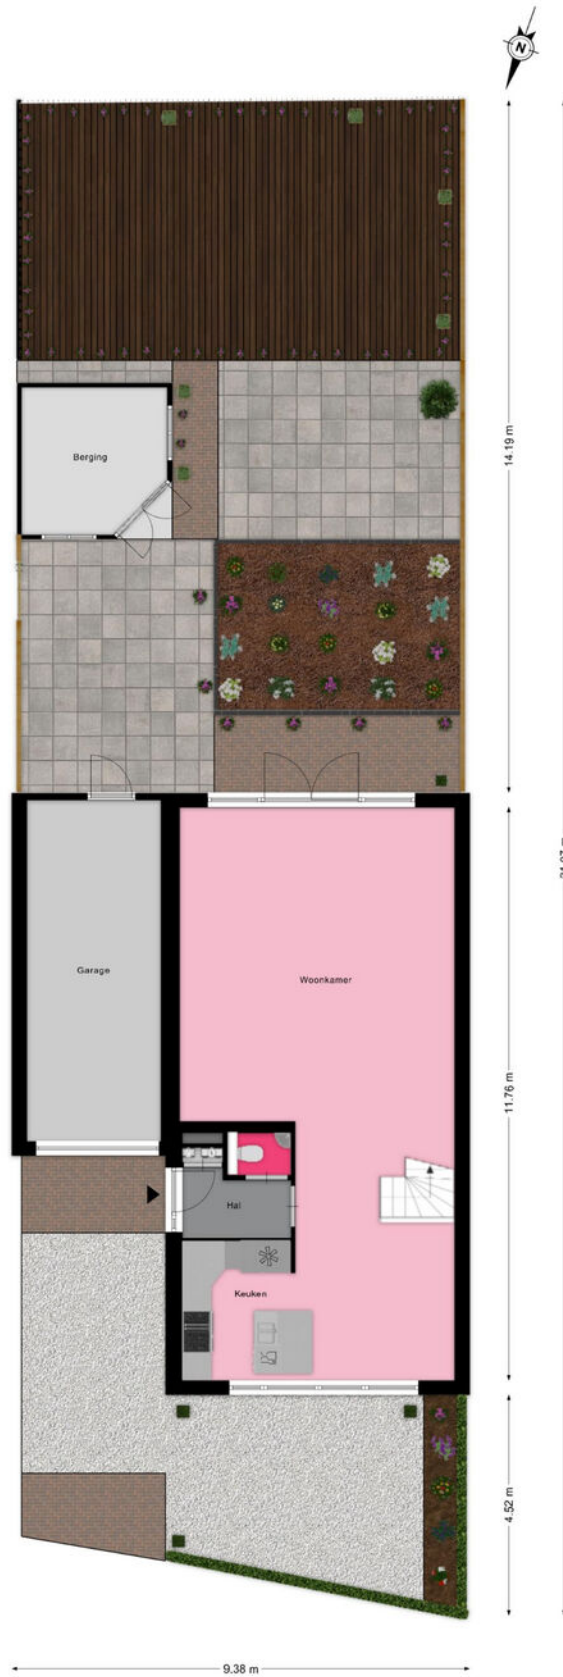 N
14.19 m
Berging
Garage
Woonkamer
11.76 m
Hal
Keuken
4.52 m
9.38 m